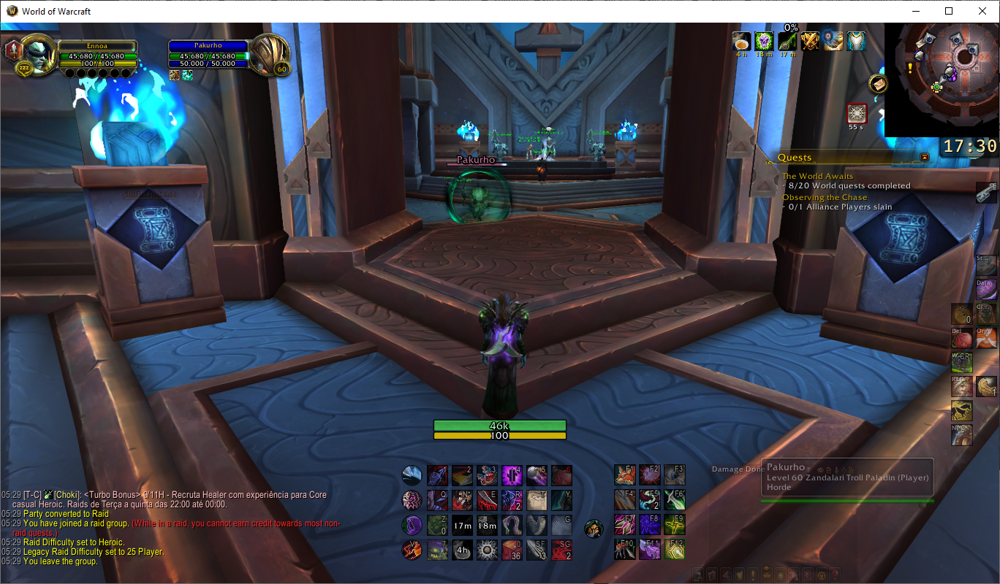 World of Warcraft
Ennoa
45.680 / 45.680
100 / 100
zzz
Pakurho
45.680 / 45.680
50.000 / 50.000
60
0%
4 h
18 m
17 m
55 s
17:30
Pakurho
Quests
The World Awaits
- 8/20 World quests completed
Observing the Chase
- 0/1 Alliance Players slain
46k
100
Damage Done
Pakurho
Level 60 Zandalari Troll Paladin (Player)
Horde
05:29 [T-C] [Choki]: <Turbo Bonus> 9/11H - Recruta Healer com experiência para Core
casual Heroic. Raids de Terça a quinta das 22:00 até 00:00.
05:29 Party converted to Raid
05:29 You have joined a raid group. (While in a raid, you cannot earn credit towards most non-
raid quests.)
05:29 Raid Difficulty set to Heroic.
05:29 Legacy Raid Difficulty set to 25 Player.
05:29 You leave the group.
2 3 4 5 6
Q N E R T Y
2
Z 17m 18m F G
0
7 4h 9 0 SF SG
36 3 2
F1 F2 F3
F4 F5 F6
2
F7 F8 F9
F10 F11 F12